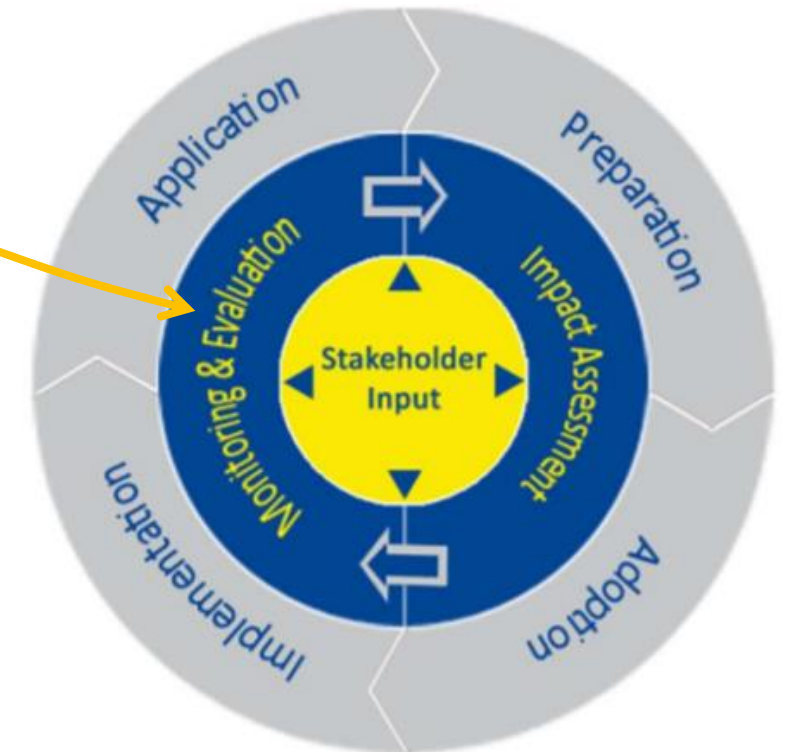 Application
Preparation
Monitoring & Evaluation
Impact Assessment
Stakeholder
Input
Implementation
Adoption